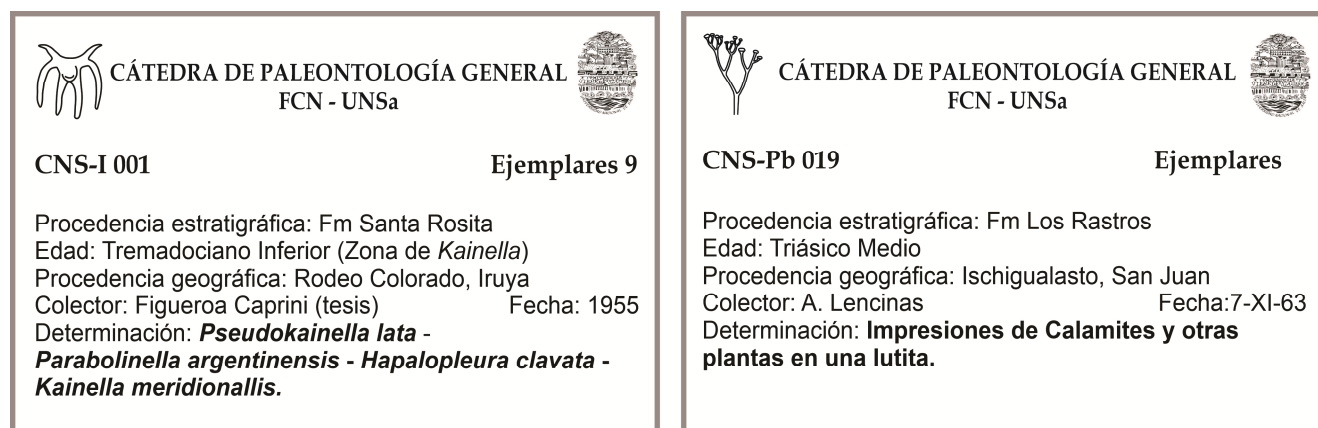 CÁTEDRA DE PALEONTOLOGÍA GENERAL
FCN - UNSa
CNS-I 001 Ejemplares 9
Procedencia estratigráfica: Fm Santa Rosita
Edad: Tremadociano Inferior (Zona de Kainella)
Procedencia geográfica: Rodeo Colorado, Iruya
Colector: Figueroa Caprini (tesis) Fecha: 1955
Determinación: Pseudokainella lata -
Parabolinella argentinensis - Hapalopleura clavata -
Kainella meridionallis.
CÁTEDRA DE PALEONTOLOGÍA GENERAL
FCN - UNSa
CNS-Pb 019 Ejemplares
Procedencia estratigráfica: Fm Los Rastros
Edad: Triásico Medio
Procedencia geográfica: Ischigualasto, San Juan
Colector: A. Lencinas Fecha:7-XI-63
Determinación: Impresiones de Calamites y otras
plantas en una lutita.